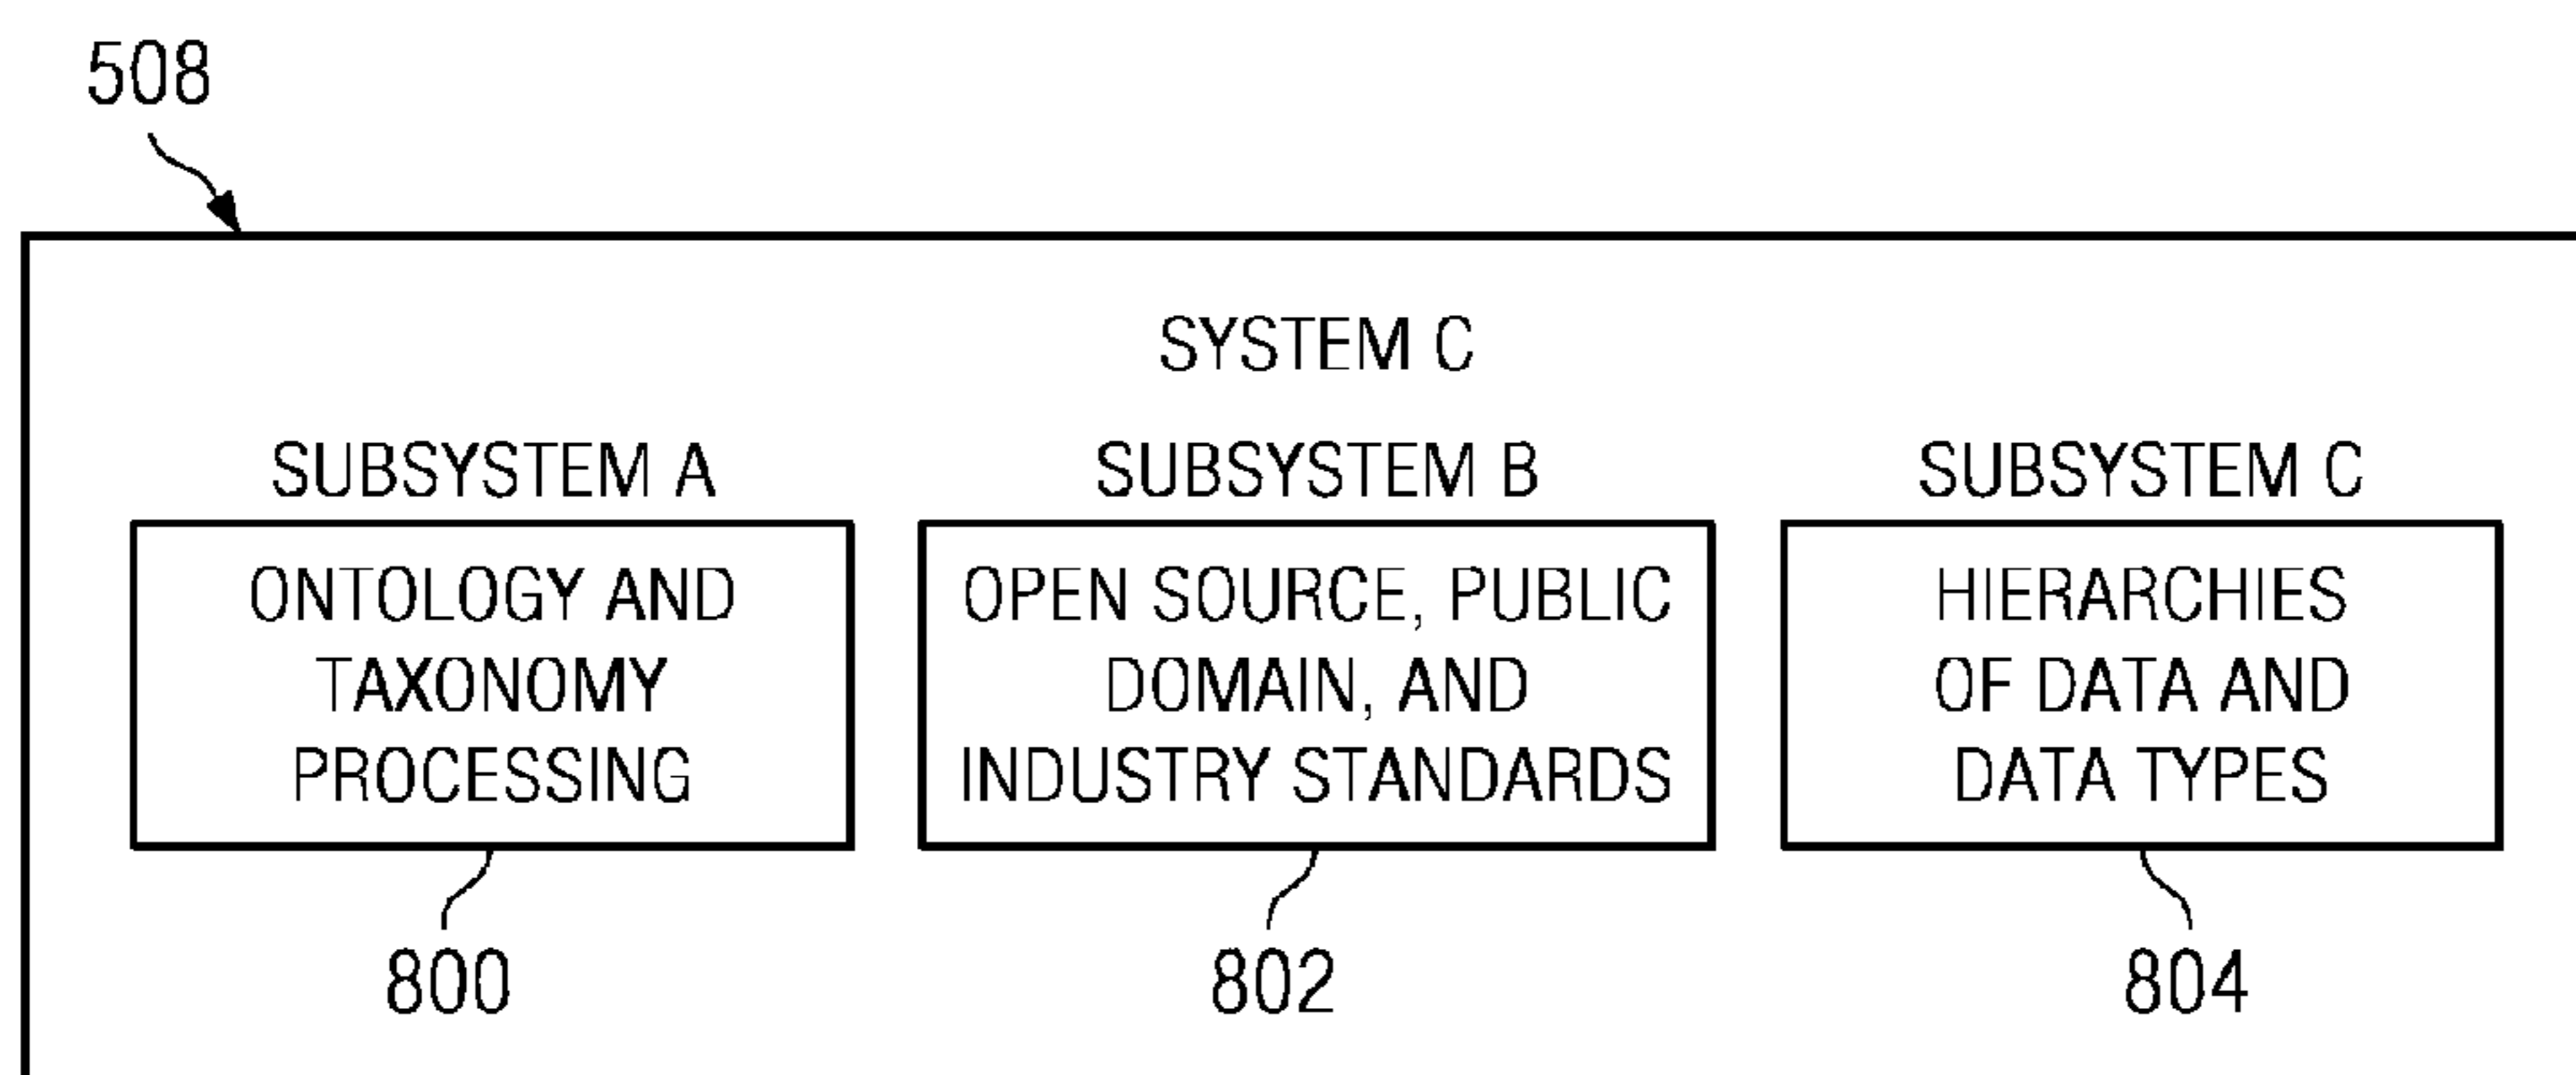 508
SYSTEM C
SUBSYSTEM A
ONTOLOGY AND
TAXONOMY
PROCESSING
800
SUBSYSTEM B
OPEN SOURCE, PUBLIC
DOMAIN, AND
INDUSTRY STANDARDS
802
SUBSYSTEM C
HIERARCHIES
OF DATA AND
DATA TYPES
804